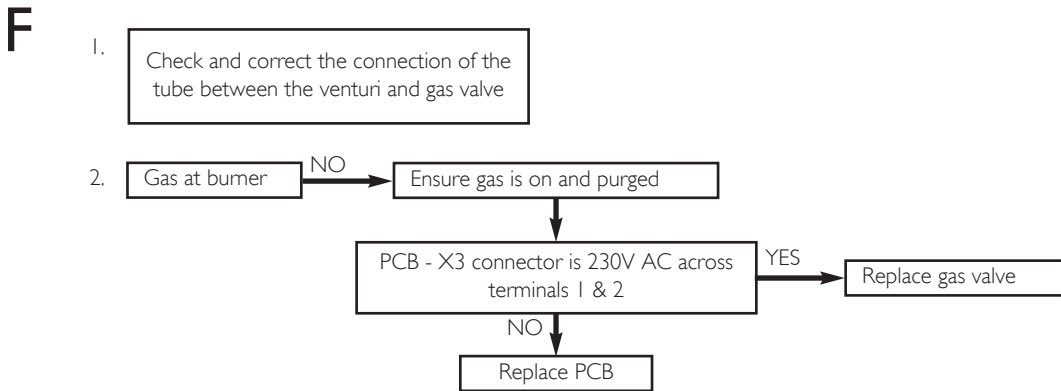 F
1.
Check and correct the connection of the
tube between the venturi and gas valve
2.
Gas at burner
NO
Ensure gas is on and purged
PCB - X3 connector is 230V AC across
terminals 1 & 2
YES
Replace gas valve
NO
Replace PCB